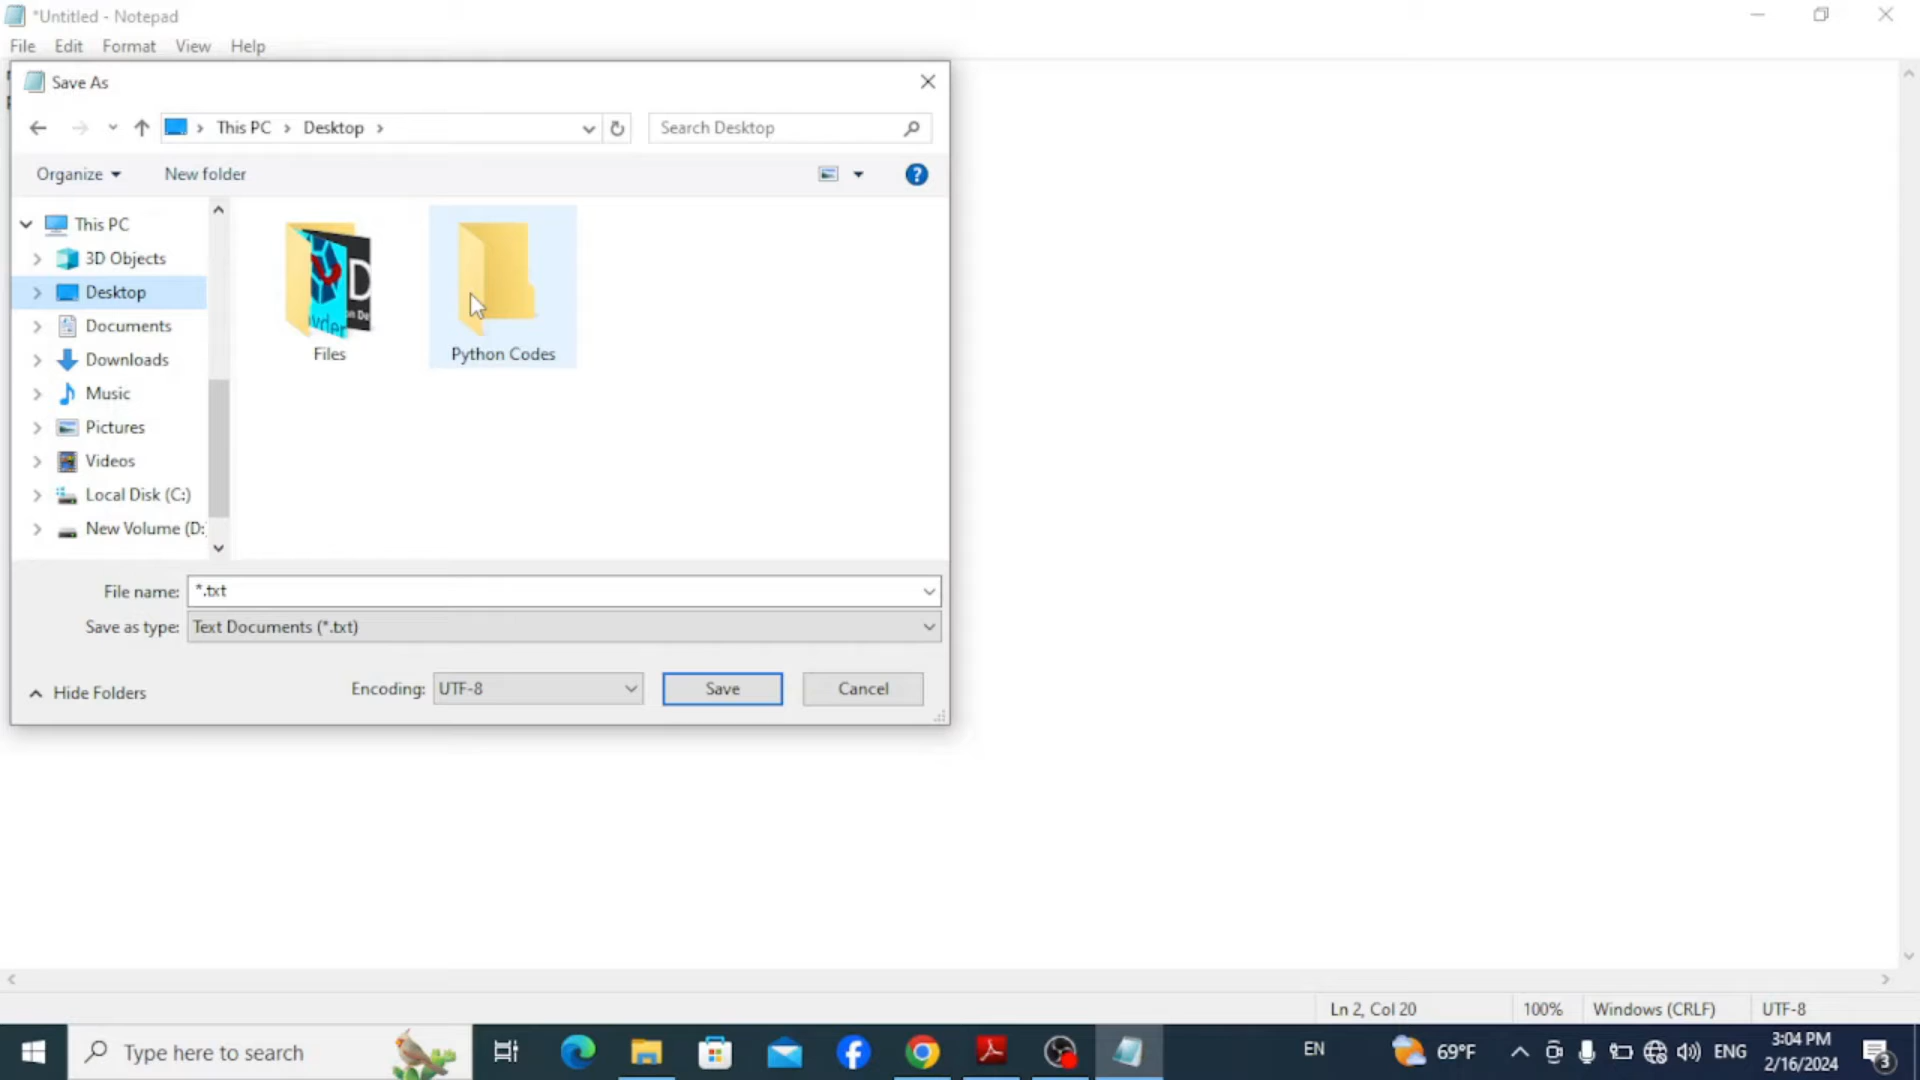 *Untitled - Notepad
File Edit Format View Help
Save As
This PC Desktop
Search Desktop
Organize New folder
This PC
3D Objects
Desktop
Documents
Downloads
Music
Pictures
Videos
Local Disk (C:)
New Volume (D:
Files
Python Codes
File name: *.txt
Save as type: Text Documents (*.txt)
Hide Folders
Encoding: UTF-8
Save Cancel
Ln 2, Col 20 100% Windows (CRLF) UTF-8
Type here to search
EN
69°F
ENG
3:04 PM
2/16/2024
3